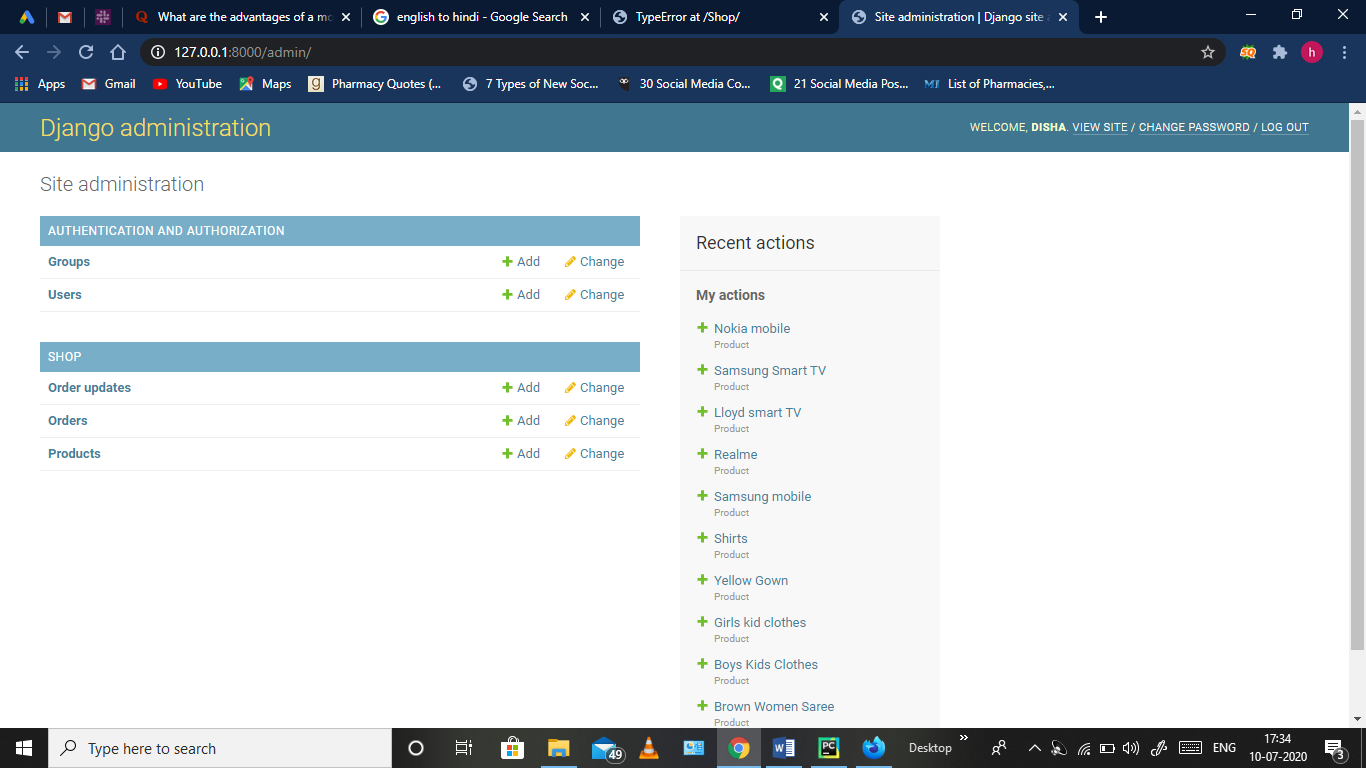 What are the advantages of a mo
english to hindi - Google Search
TypeError at /Shop/
Site administration | Django site a
127.0.0.1:8000/admin/
h
Apps
Gmail
YouTube
Maps
Pharmacy Quotes (...
7 Types of New Soc...
30 Social Media Co...
21 Social Media Pos...
List of Pharmacies,...
Django administration
WELCOME, DISHA. VIEW SITE / CHANGE PASSWORD / LOG OUT
Site administration
AUTHENTICATION AND AUTHORIZATION
Groups Add Change
Users Add Change
SHOP
Order updates Add Change
Orders Add Change
Products Add Change
Recent actions
My actions
Nokia mobile
Product
Samsung Smart TV
Product
Lloyd smart TV
Product
Realme
Product
Samsung mobile
Product
Shirts
Product
Yellow Gown
Product
Girls kid clothes
Product
Boys Kids Clothes
Product
Brown Women Saree
Product
Type here to search
49
Desktop
ENG
17:34
10-07-2020
3